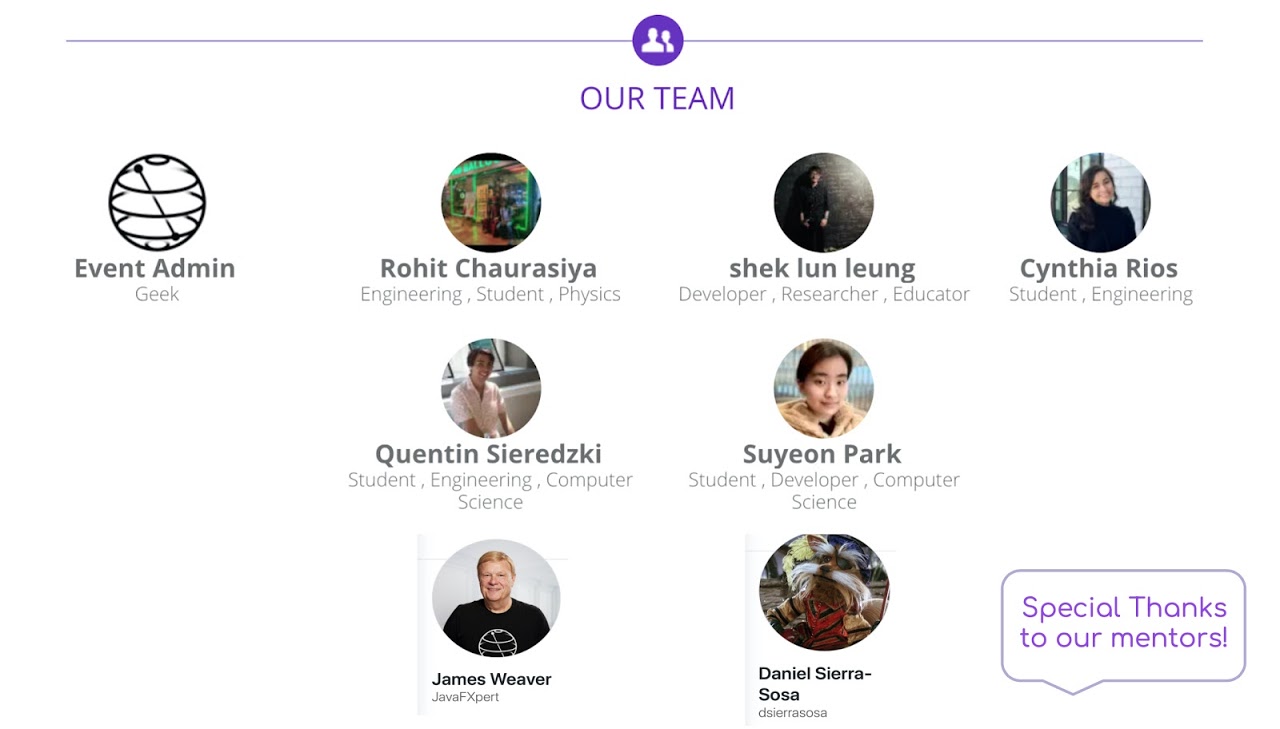 OUR TEAM
Event Admin
Geek
Rohit Chaurasiya
Engineering , Student , Physics
shek lun leung
Developer , Researcher , Educator
Cynthia Rios
Student , Engineering
Quentin Sieredzki
Student , Engineering , Computer
Science
Suyeon Park
Student , Developer , Computer
Science
James Weaver
JavaFXpert
Daniel Sierra-
Sosa
dsierrasosa
Special Thanks
to our mentors!